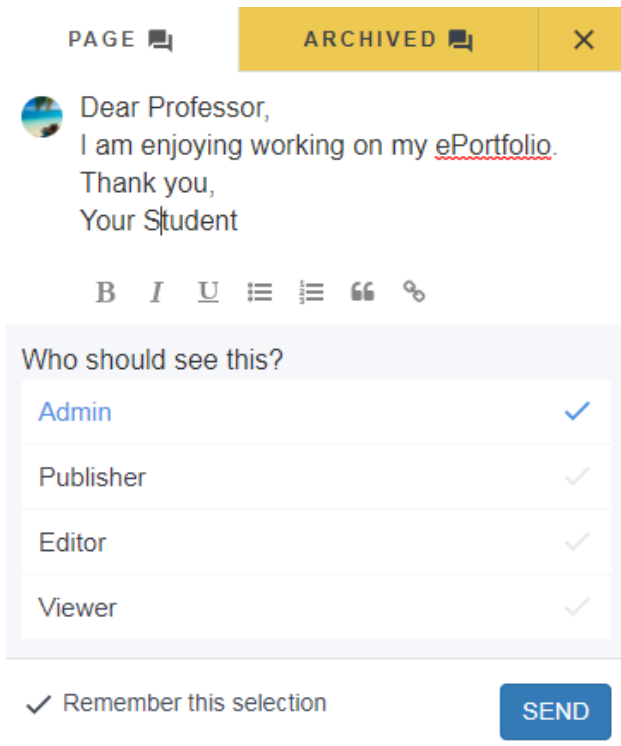 PAGE ARCHIVED
Dear Professor,
I am enjoying working on my ePortfolio.
Thank you,
Your Student
B I U
Who should see this?
Admin
Publisher
Editor
Viewer
Remember this selection
SEND